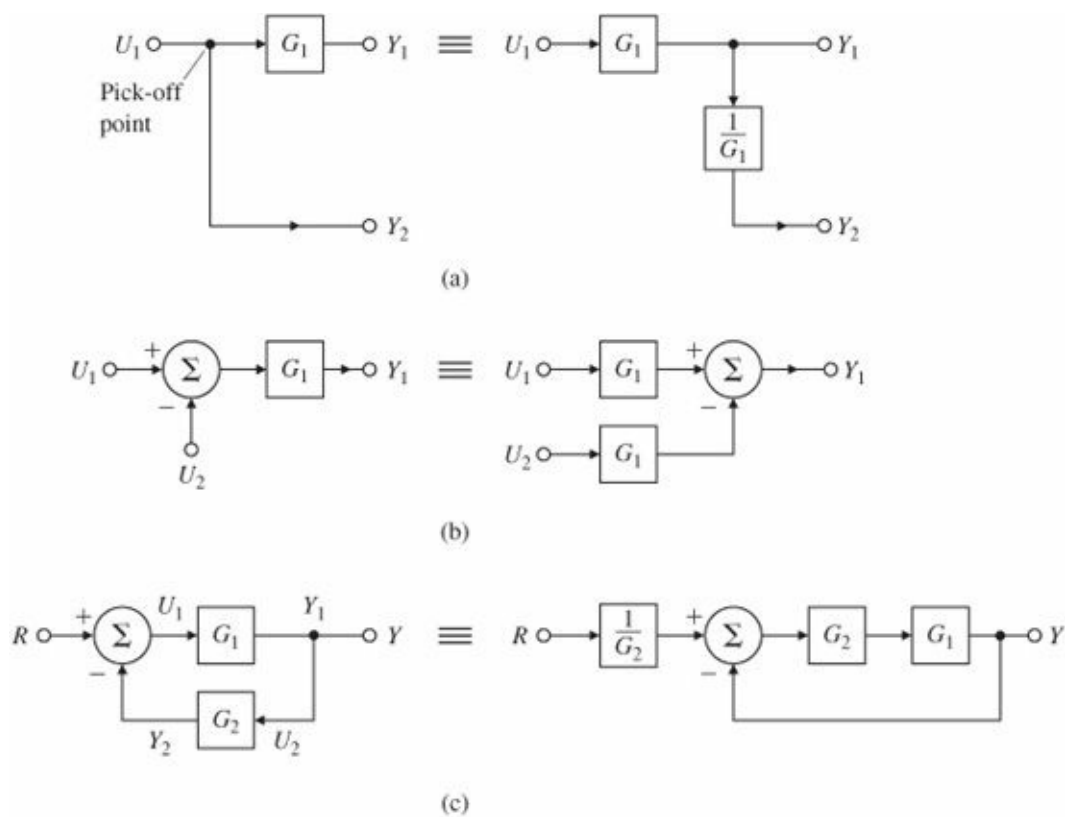 U₁ G₁ Y₁ ≡ U₁ G₁ Y₁
Pick-off
point
1
G₁
Y₂ Y₂
(a)
+ +
U₁ Σ G₁ Y₁ ≡ U₁ G₁ Σ Y₁
− −
U₂ U₂ G₁
(b)
+ U₁ Y₁ +
R Σ G₁ Y ≡ R 1/G₂ Σ G₂ G₁ Y
− −
G₂
Y₂ U₂
(c)